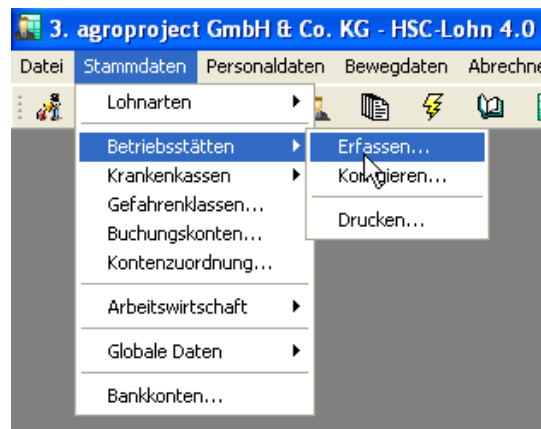 3. agroproject GmbH & Co. KG - HSC-Lohn 4.0
Datei Stammdaten Personaldaten Bewegdaten Abrechne
Lohnarten
Betriebsstätten
Krankenkassen
Gefahrenklassen...
Buchungskonten...
Kontenzuordnung...
Arbeitswirtschaft
Globale Daten
Bankkonten...
Erfassen...
Korrigieren...
Drucken...